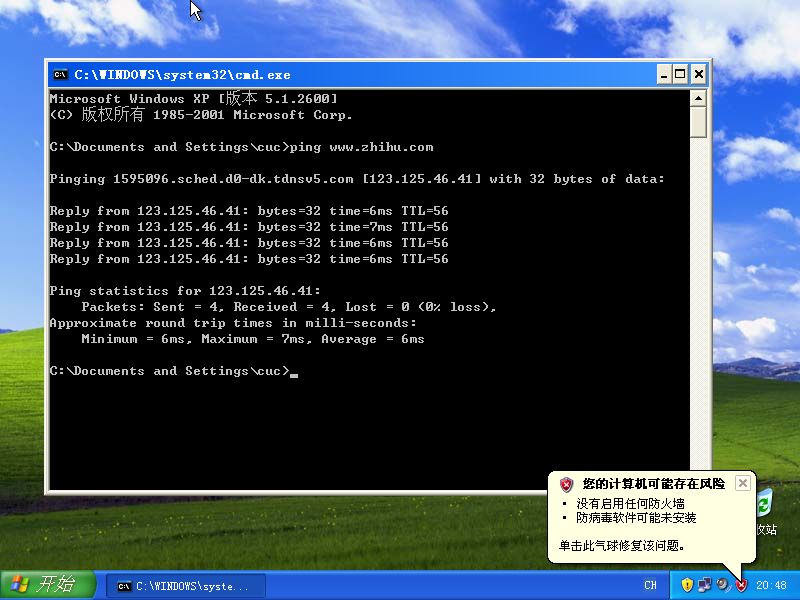 C:\WINDOWS\system32\cmd.exe
Microsoft Windows XP [版本 5.1.2600]
(C) 版权所有 1985-2001 Microsoft Corp.
C:\Documents and Settings\cuc>ping www.zhihu.com
Pinging 1595096.sched.d0-dk.tdnsv5.com [123.125.46.41] with 32 bytes of data:
Reply from 123.125.46.41: bytes=32 time=6ms TTL=56
Reply from 123.125.46.41: bytes=32 time=7ms TTL=56
Reply from 123.125.46.41: bytes=32 time=6ms TTL=56
Reply from 123.125.46.41: bytes=32 time=6ms TTL=56
Ping statistics for 123.125.46.41:
Packets: Sent = 4, Received = 4, Lost = 0 (0% loss),
Approximate round trip times in milli-seconds:
Minimum = 6ms, Maximum = 7ms, Average = 6ms
C:\Documents and Settings\cuc>
您的计算机可能存在风险
• 没有启用任何防火墙
• 防病毒软件可能未安装
单击此气球修复该问题。
收站
开始
C:\WINDOWS\syste...
CH
20:48